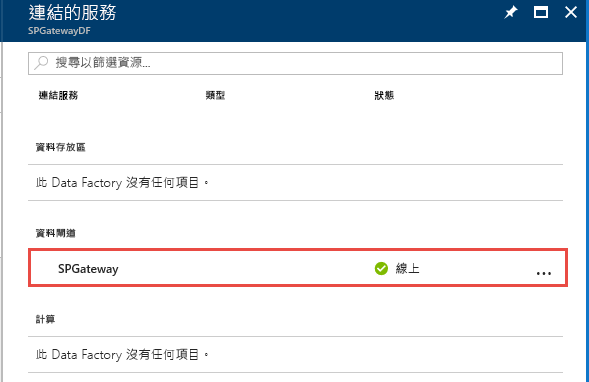 連結的服務
SPGatewayDF
搜尋以篩選資源...
連結服務 類型 狀態
資料存放區
此 Data Factory 沒有任何項目。
資料閘道
SPGateway 線上 ...
計算
此 Data Factory 沒有任何項目。